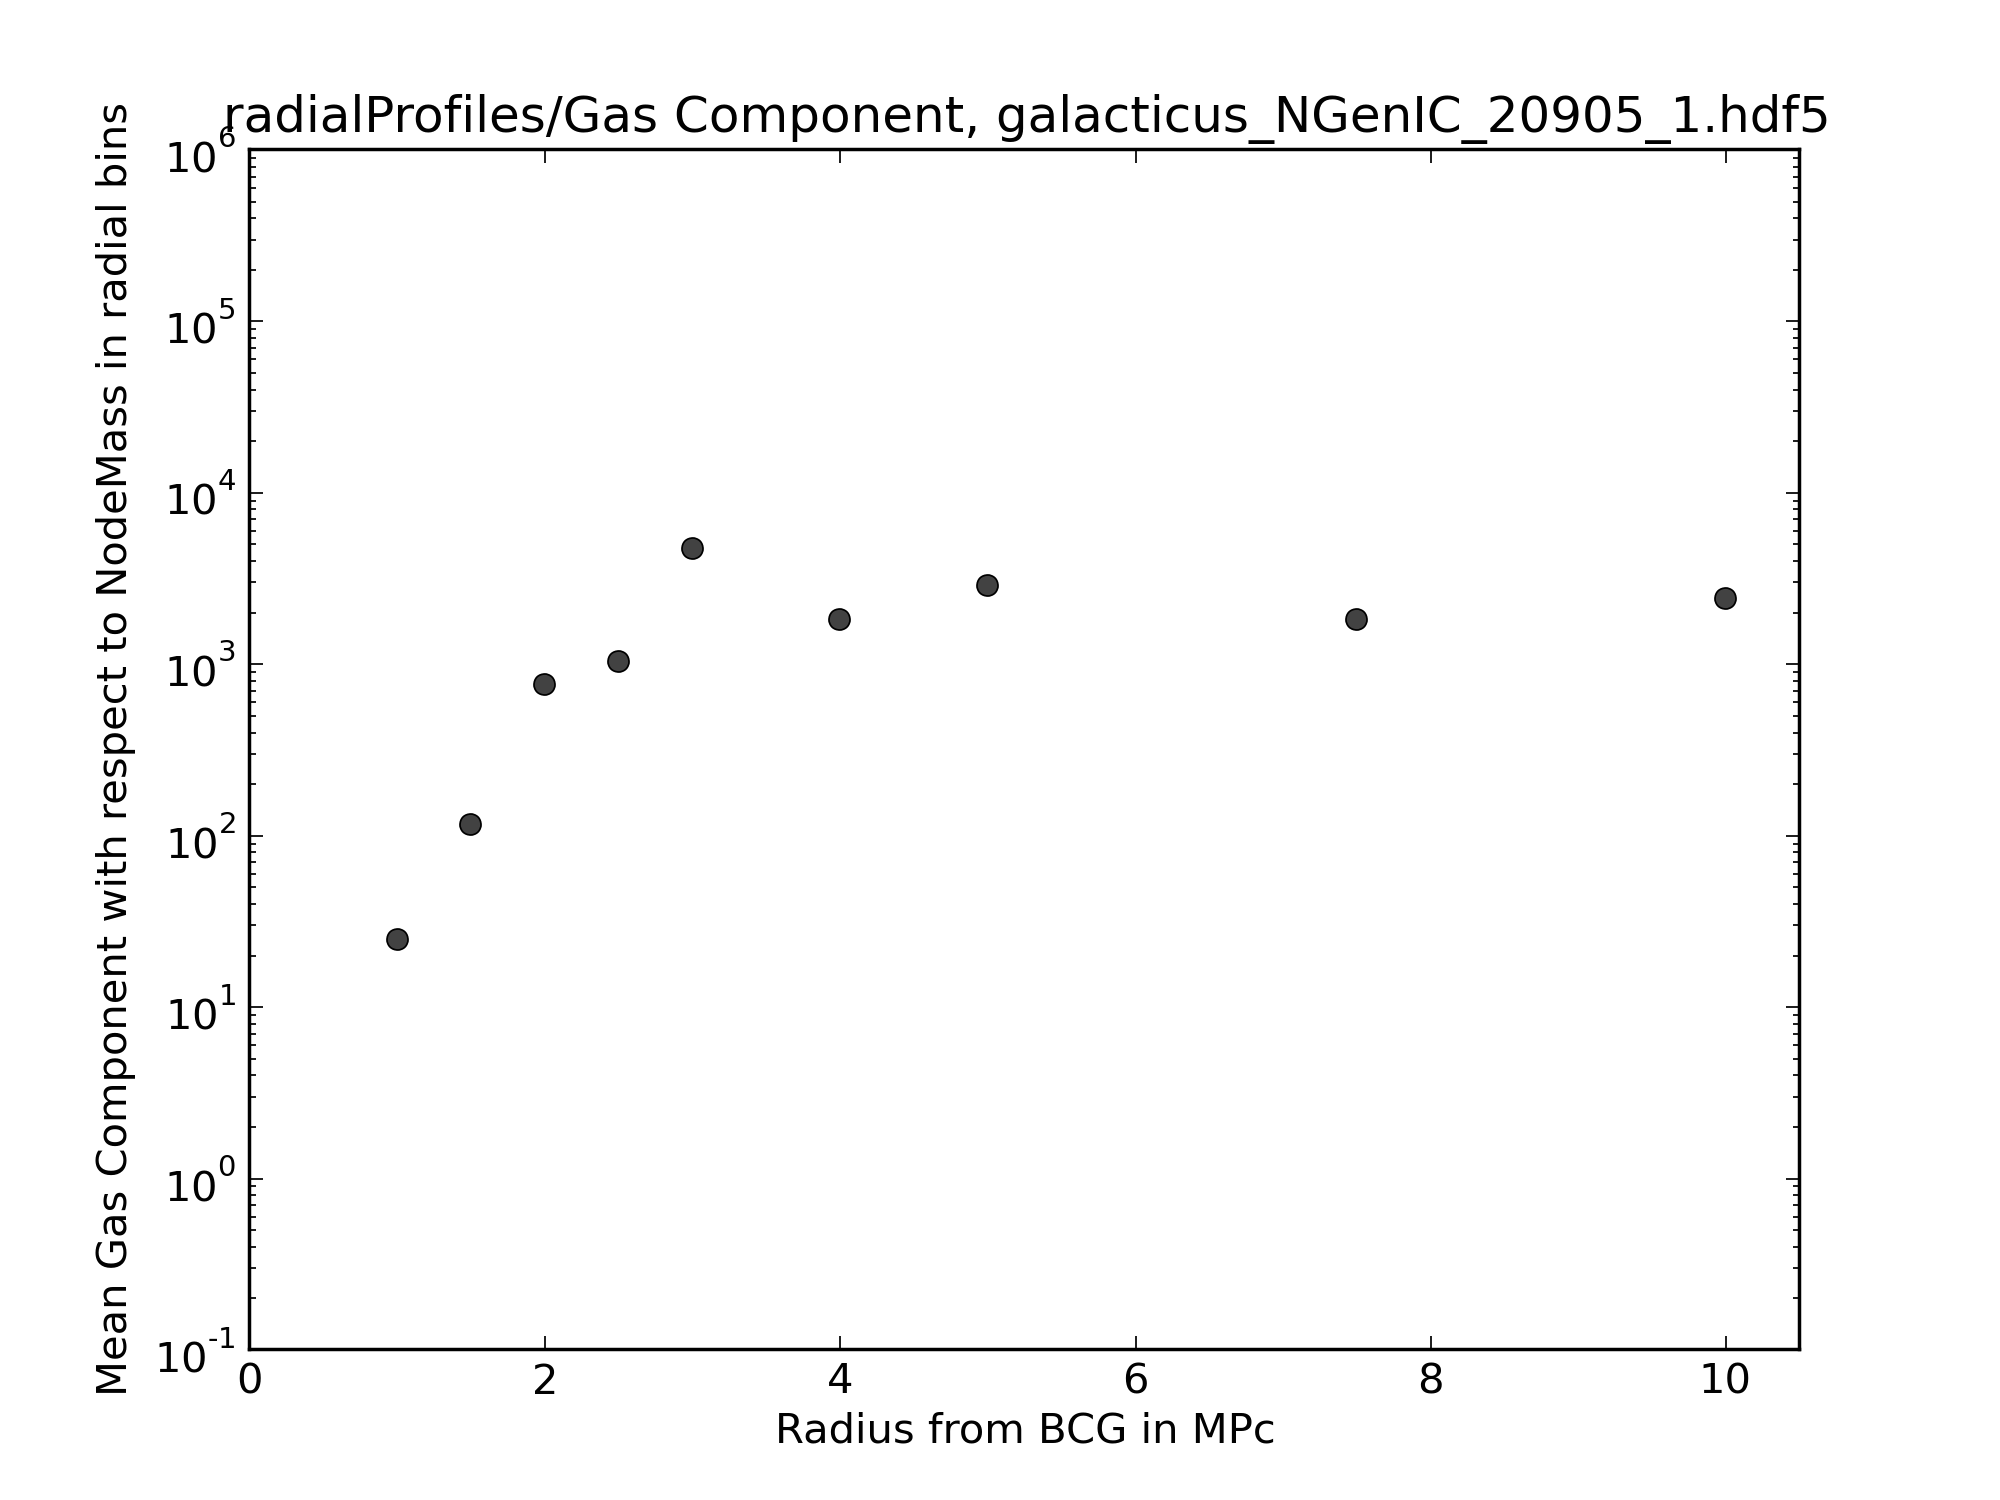 radialProfiles/Gas Component, galacticus_NGenIC_20905_1.hdf5
Mean Gas Component with respect to NodeMass in radial bins
10^6
10^5
10^4
10^3
10^2
10^1
10^0
10^-1
0 2 4 6 8 10
Radius from BCG in MPc